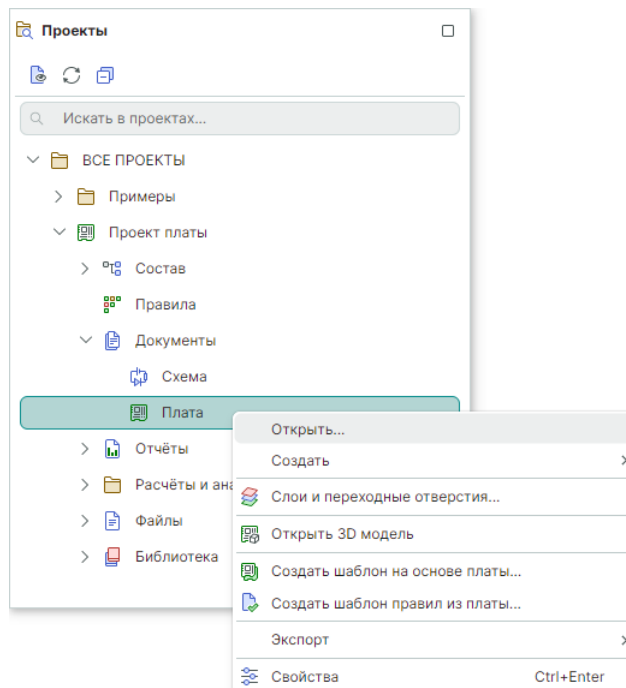 Проекты
Искать в проектах...
ВСЕ ПРОЕКТЫ
Примеры
Проект платы
Состав
Правила
Документы
Схема
Плата
Отчёты
Расчёты и ана
Файлы
Библиотека
Открыть...
Создать
Слои и переходные отверстия...
Открыть 3D модель
Создать шаблон на основе платы...
Создать шаблон правил из платы...
Экспорт
Свойства Ctrl+Enter